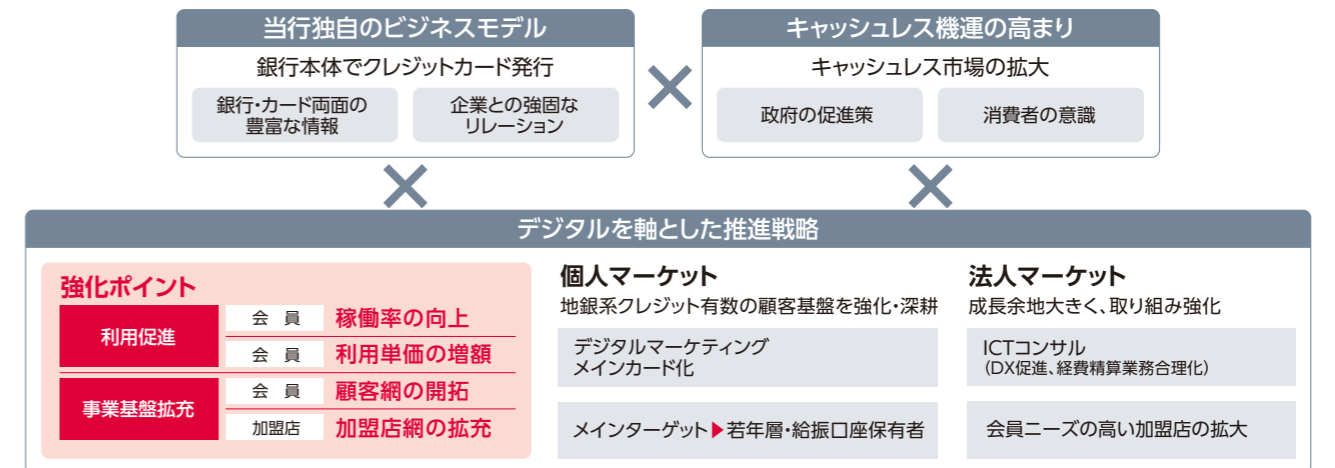 当行独自のビジネスモデル
銀行本体でクレジットカード発行
銀行・カード両面の
豊富な情報
企業との強固な
リレーション
キャッシュレス機運の高まり
キャッシュレス市場の拡大
政府の促進策
消費者の意識
デジタルを軸とした推進戦略
強化ポイント
利用促進
会員 稼働率の向上
会員 利用単価の増額
事業基盤拡充
会員 顧客網の開拓
加盟店 加盟店網の拡充
個人マーケット
地銀系クレジット有数の顧客基盤を強化・深耕
デジタルマーケティング
メインカード化
メインターゲット▶若年層・給振口座保有者
法人マーケット
成長余地大きく、取り組み強化
ICTコンサル
(DX促進、経費精算業務合理化)
会員ニーズの高い加盟店の拡大